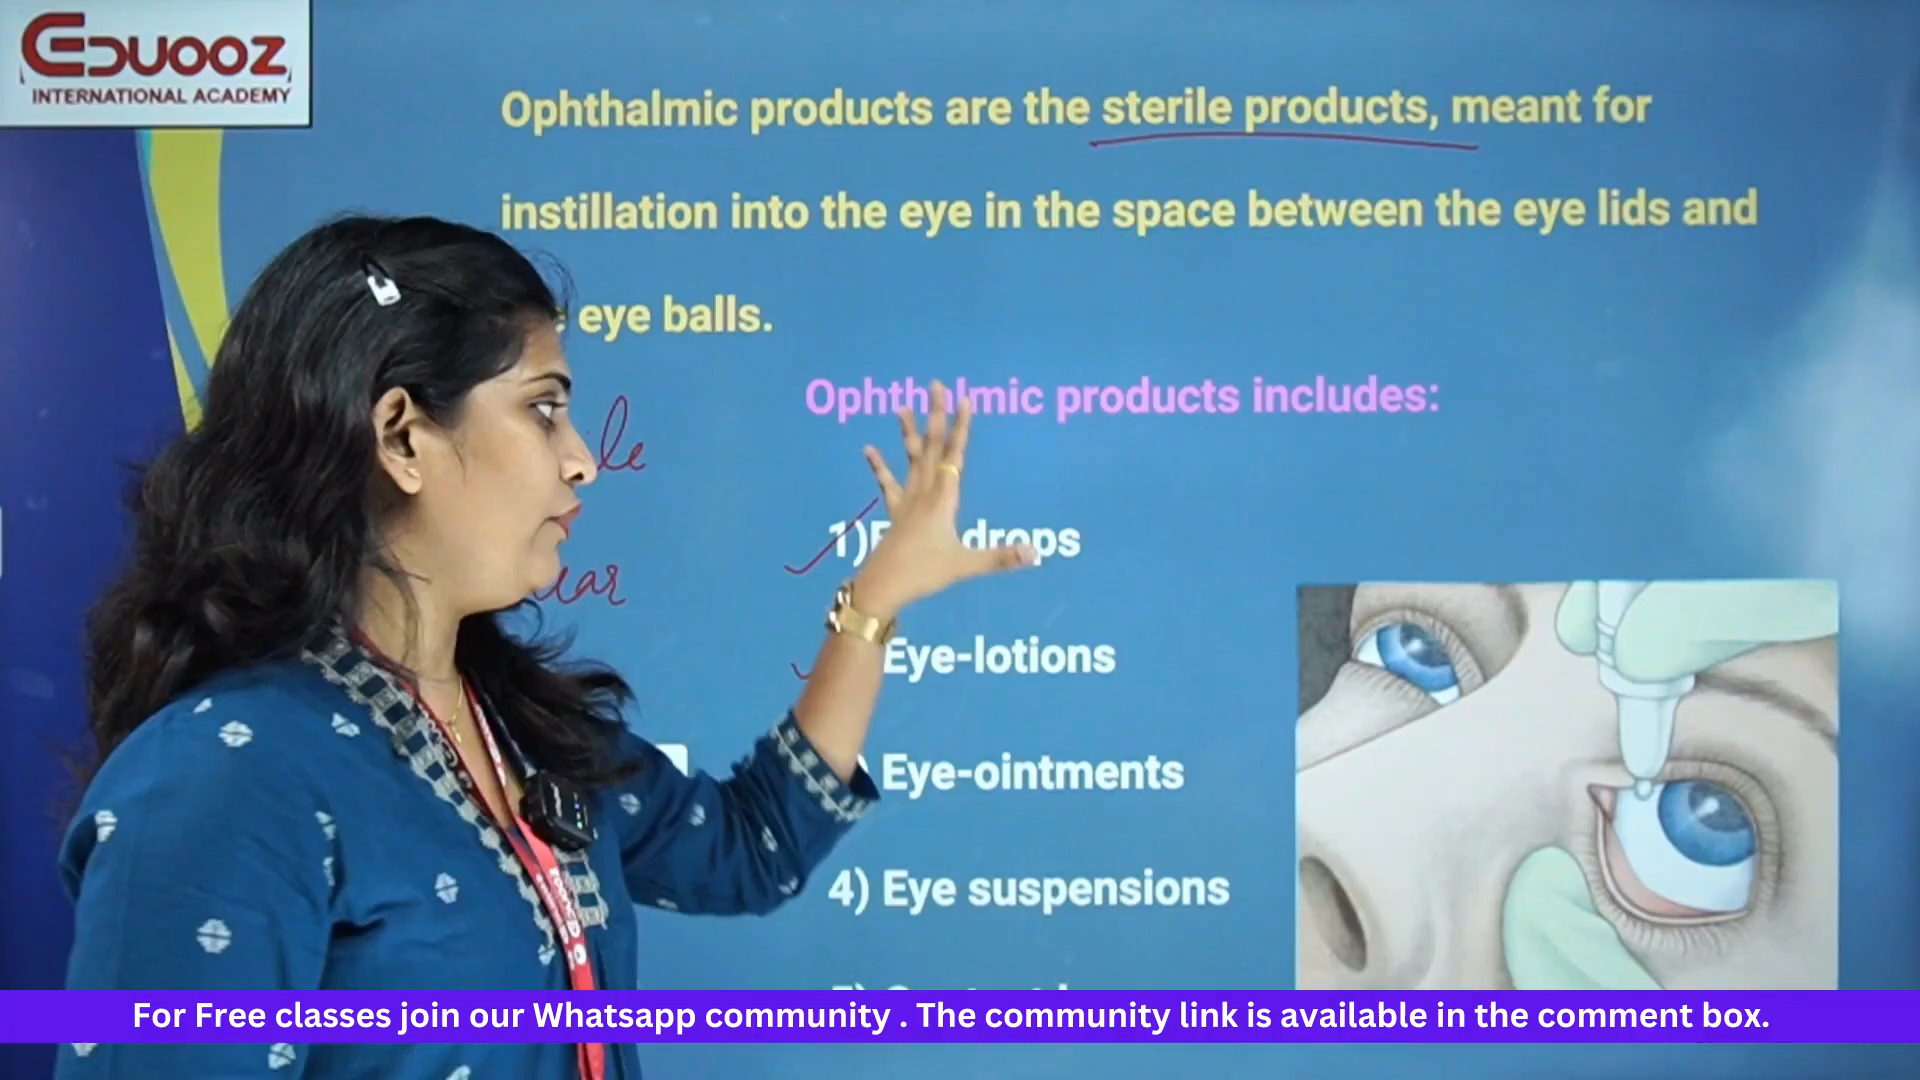 EDUOOZ
INTERNATIONAL ACADEMY
Ophthalmic products are the sterile products, meant for
instillation into the eye in the space between the eye lids and
eye balls.
Ophthalmic products includes:
1) drops
Eye-lotions
Eye-ointments
4) Eye suspensions
For Free classes join our Whatsapp community . The community link is available in the comment box.